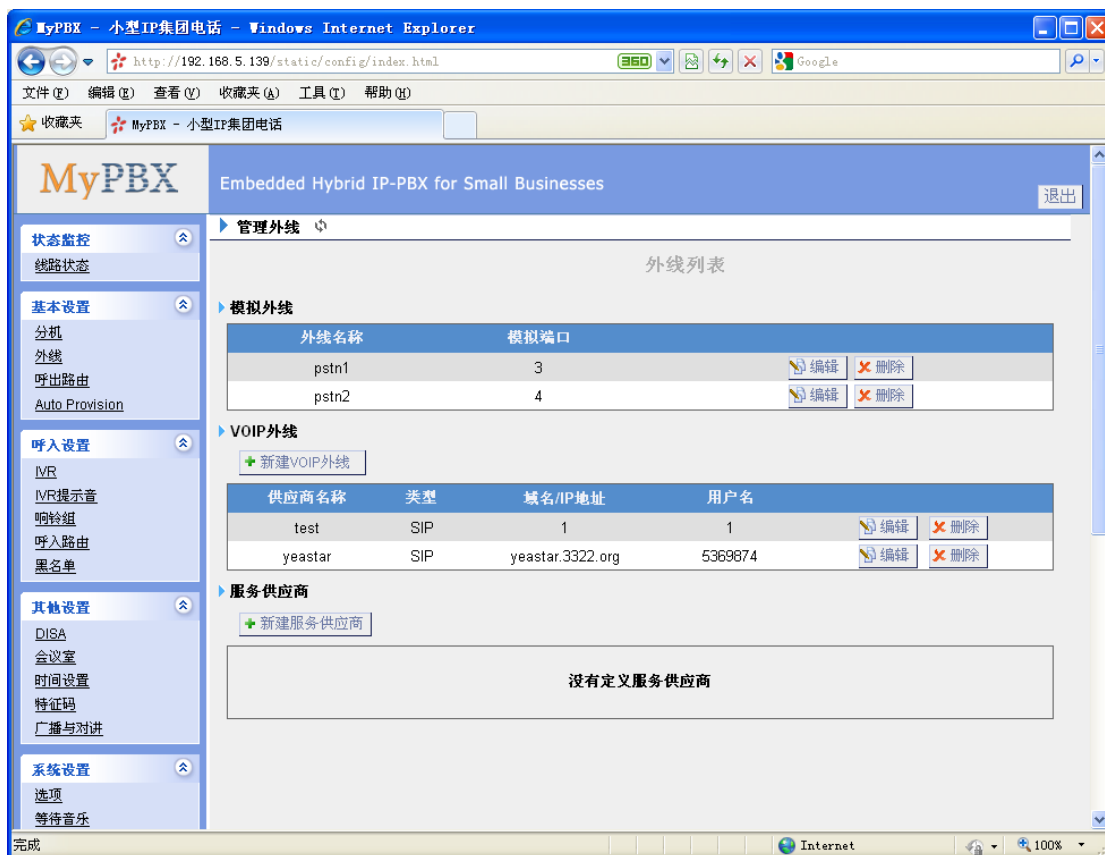 MyPBX - 小型IP集团电话 - Windows Internet Explorer
http://192.168.5.139/static/config/index.html 360 Google
文件(F) 编辑(E) 查看(V) 收藏夹(A) 工具(T) 帮助(H)
收藏夹 MyPBX - 小型IP集团电话
MyPBX
Embedded Hybrid IP-PBX for Small Businesses
退出
状态监控
线路状态
基本设置
分机
外线
呼出路由
Auto Provision
呼入设置
IVR
IVR提示音
响铃组
呼入路由
黑名单
其他设置
DISA
会议室
时间设置
特征码
广播与对讲
系统设置
选项
等待音乐
管理外线
外线列表
模拟外线
外线名称 模拟端口
pstn1 3 编辑 删除
pstn2 4 编辑 删除
VOIP外线
新建VOIP外线
供应商名称 类型 域名/IP地址 用户名
test SIP 1 1 编辑 删除
yeastar SIP yeastar.3322.org 5369874 编辑 删除
服务供应商
新建服务供应商
没有定义服务供应商
完成 Internet 100%